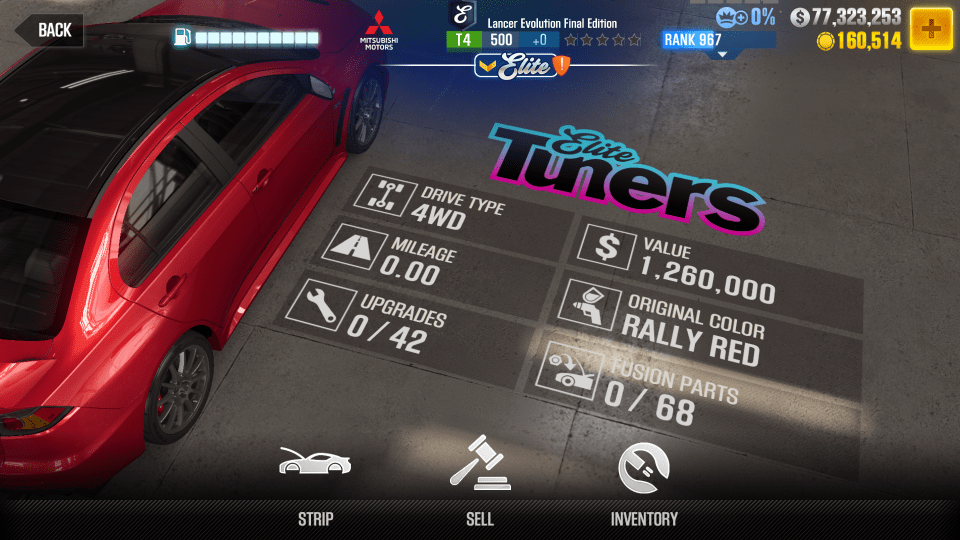 BACK
MITSUBISHI
MOTORS
Lancer Evolution Final Edition
T4 500 +0
Elite
0%
RANK 967
77,323,253
160,514
Elite
Tuners
DRIVE TYPE
4WD
MILEAGE
0.00
UPGRADES
0 / 42
VALUE
1,260,000
ORIGINAL COLOR
RALLY RED
FUSION PARTS
0 / 68
STRIP
SELL
INVENTORY